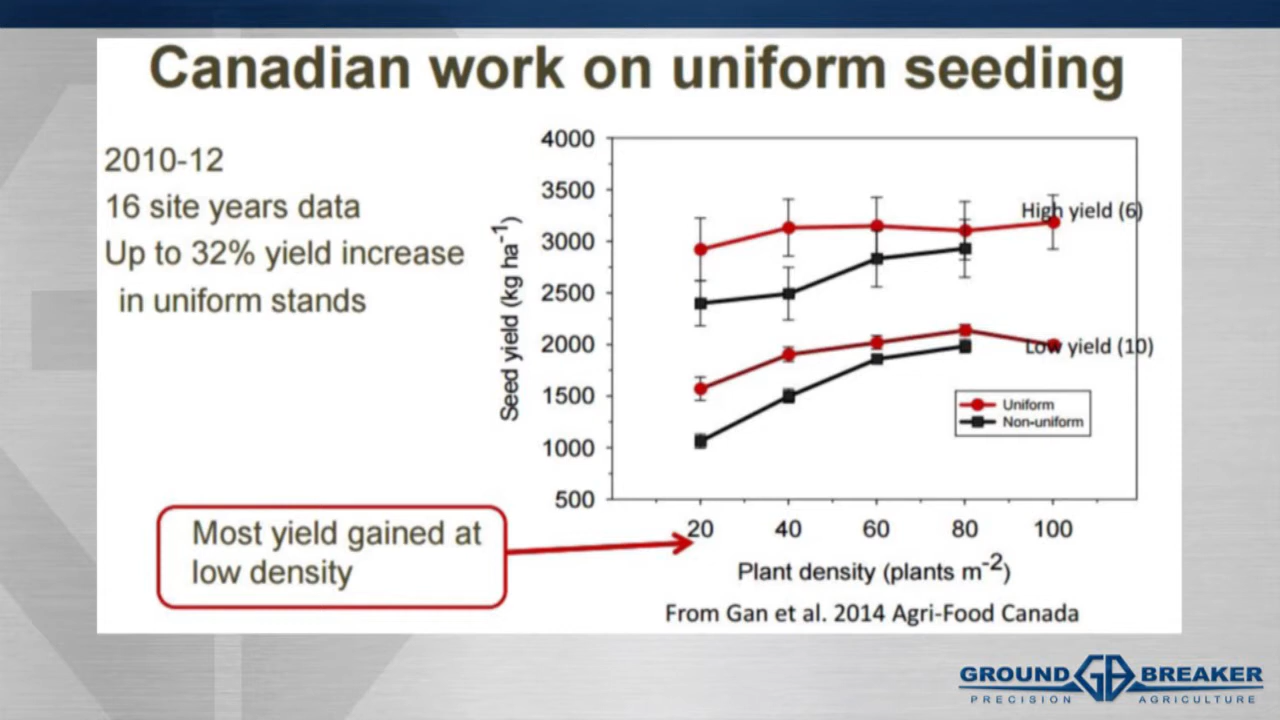 Canadian work on uniform seeding
2010-12
16 site years data
Up to 32% yield increase
in uniform stands
Most yield gained at
low density
Seed yield (kg ha-1)
4000
3500
3000
2500
2000
1500
1000
500
High yield (6)
Low yield (10)
Uniform
Non-uniform
20 40 60 80 100
Plant density (plants m-2)
From Gan et al. 2014 Agri-Food Canada
GROUND GB BREAKER
PRECISION AGRICULTURE